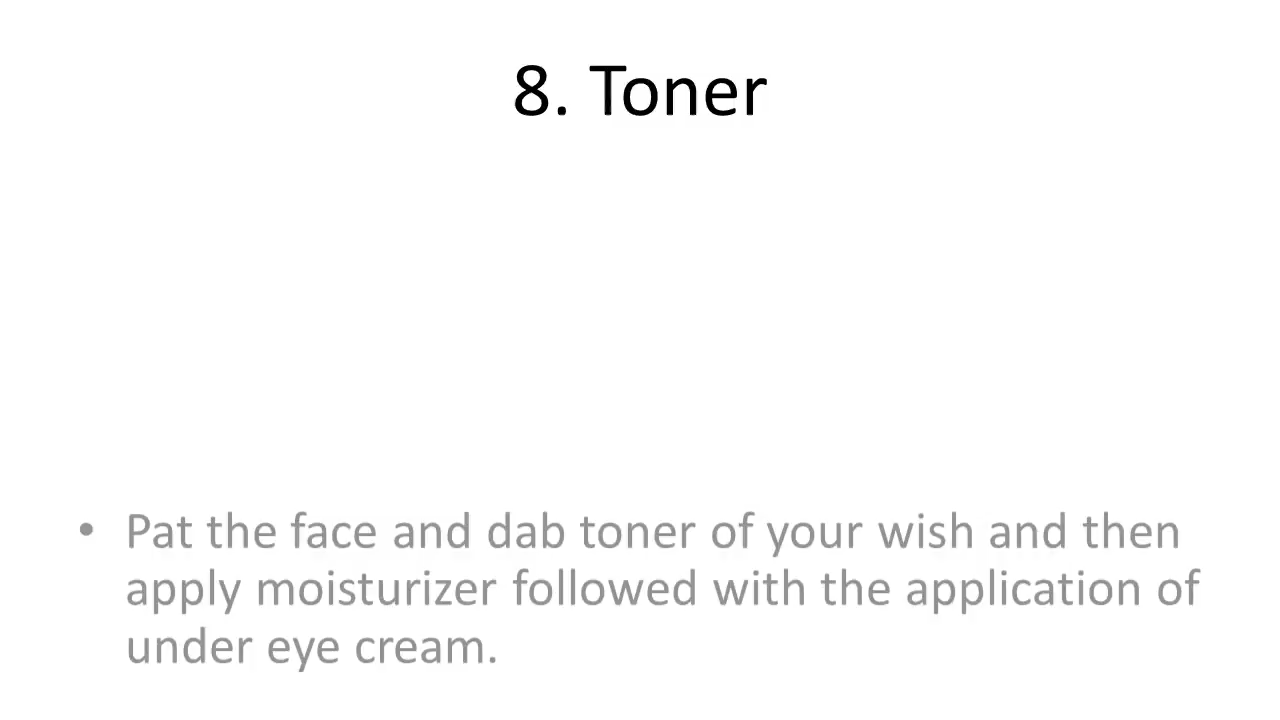 8. Toner
• Pat the face and dab toner of your wish and then
apply moisturizer followed with the application of
under eye cream.